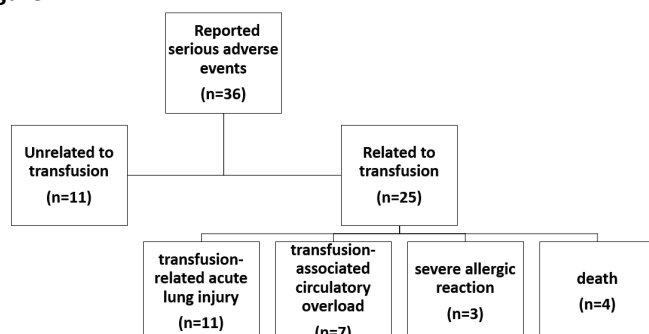 Reported
serious adverse
events
(n=36)
Unrelated to
transfusion
(n=11)
Related to
transfusion
(n=25)
transfusion-
related acute
lung injury
(n=11)
transfusion-
associated
circulatory
overload
(n=7)
severe allergic
reaction
(n=3)
death
(n=4)